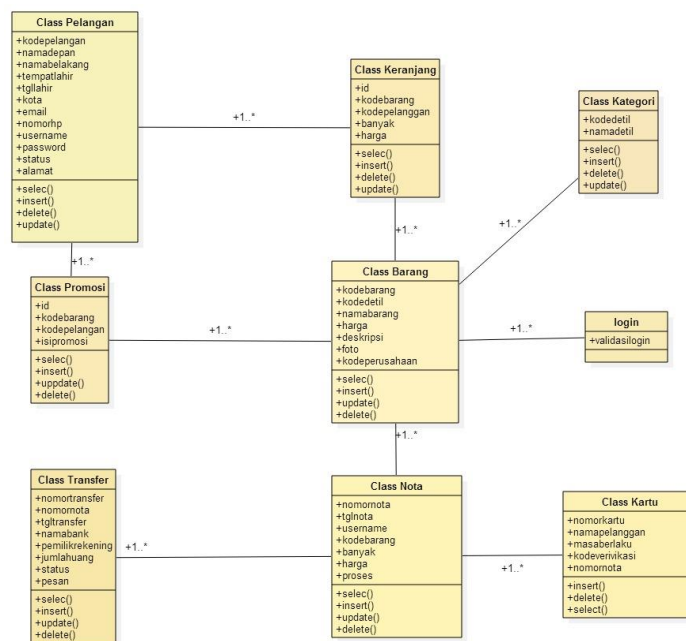 Class Pelangan
+kodepelangan
+namadepan
+namabelakang
+tempatlahir
+tgllahir
+kota
+email
+nomorhp
+username
+password
+status
+alamat
+selec()
+insert()
+delete()
+update()
+1..*
Class Keranjang
+id
+kodebarang
+kodepelanggan
+banyak
+harga
+selec()
+insert()
+delete()
+update()
Class Kategori
+kodedetil
+namadetil
+selec()
+insert()
+delete()
+update()
+1..*
+1..*
+1..*
Class Promosi
+id
+kodebarang
+kodepelangan
+isipromosi
+selec()
+insert()
+uppdate()
+delete()
+1..*
Class Barang
+kodebarang
+kodedetil
+namabarang
+harga
+deskripsi
+foto
+kodeperusahaan
+selec()
+insert()
+update()
+delete()
+1..*
login
+validasilogin
+1..*
Class Transfer
+nomortransfer
+nomornota
+tgltransfer
+namabank
+pemilikrekening
+jumlahuang
+status
+pesan
+selec()
+insert()
+update()
+delete()
+1..*
Class Nota
+nomornota
+tglnota
+username
+kodebarang
+banyak
+harga
+proses
+selec()
+insert()
+update()
+delete()
+1..*
Class Kartu
+nomorkartu
+namapelanggan
+masaberlaku
+kodeverivikasi
+nomornota
+insert()
+delete()
+select()